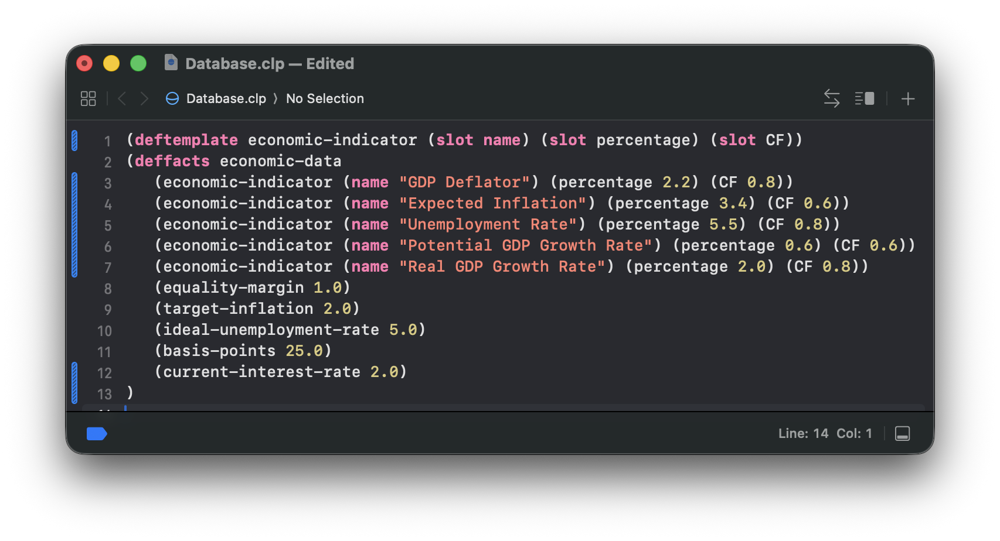 Database.clp — Edited
Database.clp ⟩ No Selection
1 (deftemplate economic-indicator (slot name) (slot percentage) (slot CF))
2 (deffacts economic-data
3    (economic-indicator (name "GDP Deflator") (percentage 2.2) (CF 0.8))
4    (economic-indicator (name "Expected Inflation") (percentage 3.4) (CF 0.6))
5    (economic-indicator (name "Unemployment Rate") (percentage 5.5) (CF 0.8))
6    (economic-indicator (name "Potential GDP Growth Rate") (percentage 0.6) (CF 0.6))
7    (economic-indicator (name "Real GDP Growth Rate") (percentage 2.0) (CF 0.8))
8    (equality-margin 1.0)
9    (target-inflation 2.0)
10    (ideal-unemployment-rate 5.0)
11    (basis-points 25.0)
12    (current-interest-rate 2.0)
13 )
Line: 14 Col: 1